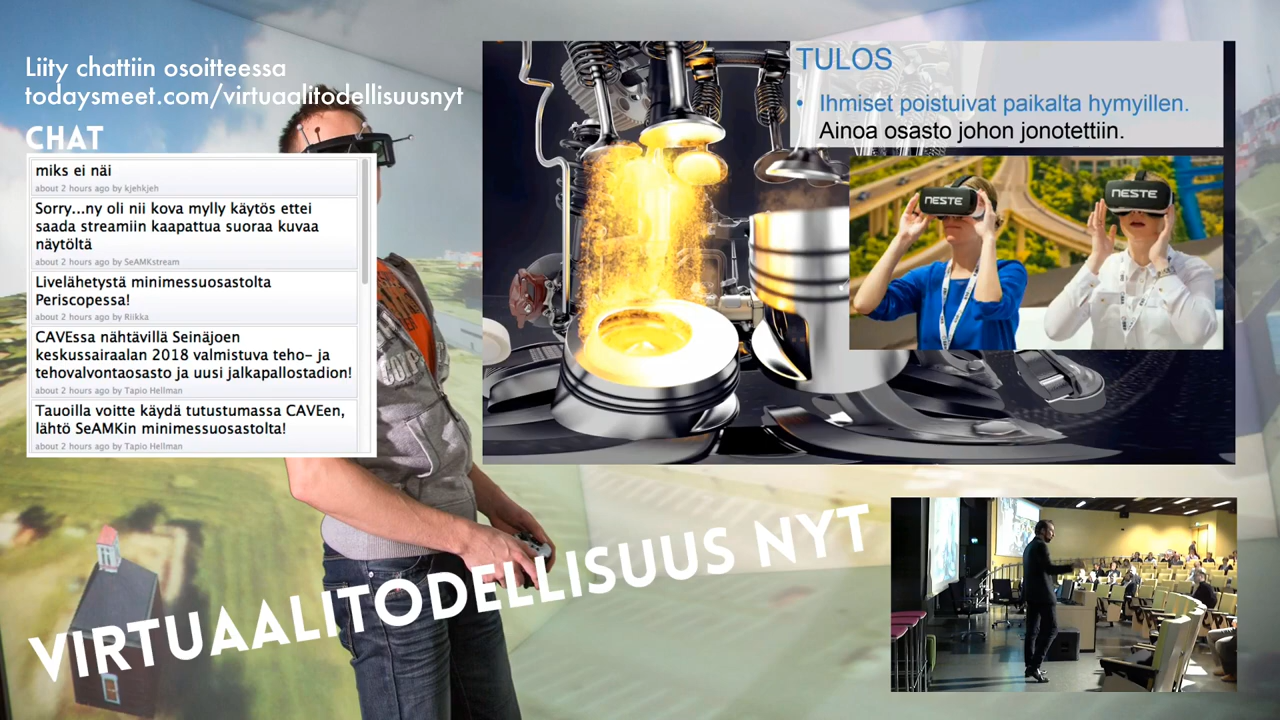 Liity chattiin osoitteessa
todaysmeet.com/virtuaalitodellisuusnyt
CHAT
miks ei näi
about 2 hours ago by kjehkjeh
Sorry...ny oli nii kova mylly käytös ettei
saada streamiin kaapattua suoraa kuvaa
näytöltä
about 2 hours ago by SeAMKstream
Livelähetystä minimessuosastolta
Periscopessa!
about 2 hours ago by Riikka
CAVEssa nähtävillä Seinäjoen
keskussairaalan 2018 valmistuva teho- ja
tehovalvontaosasto ja uusi jalkapallostadion!
about 2 hours ago by Tapio Hellman
Tauoilla voitte käydä tutustumassa CAVEen,
lähtö SeAMKin minimessuosastolta!
about 2 hours ago by Tapio Hellman
TULOS
• Ihmiset poistuivat paikalta hymyillen.
Ainoa osasto johon jonotettiin.
NESTE
NESTE
VIRTUAALITODELLISUUS NYT